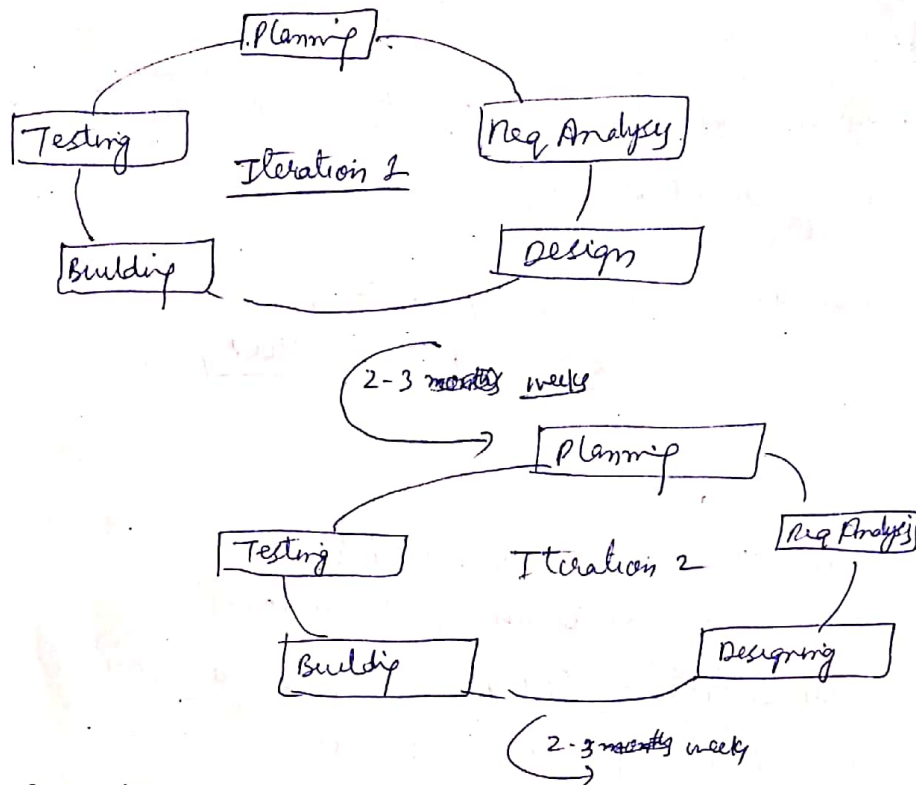 Planning
Testing
Req Analysis
Iteration 1
Design
Building
2-3 months weeks
Planning
Req Analysis
Testing
Iteration 2
Designing
Building
2-3 months weeks